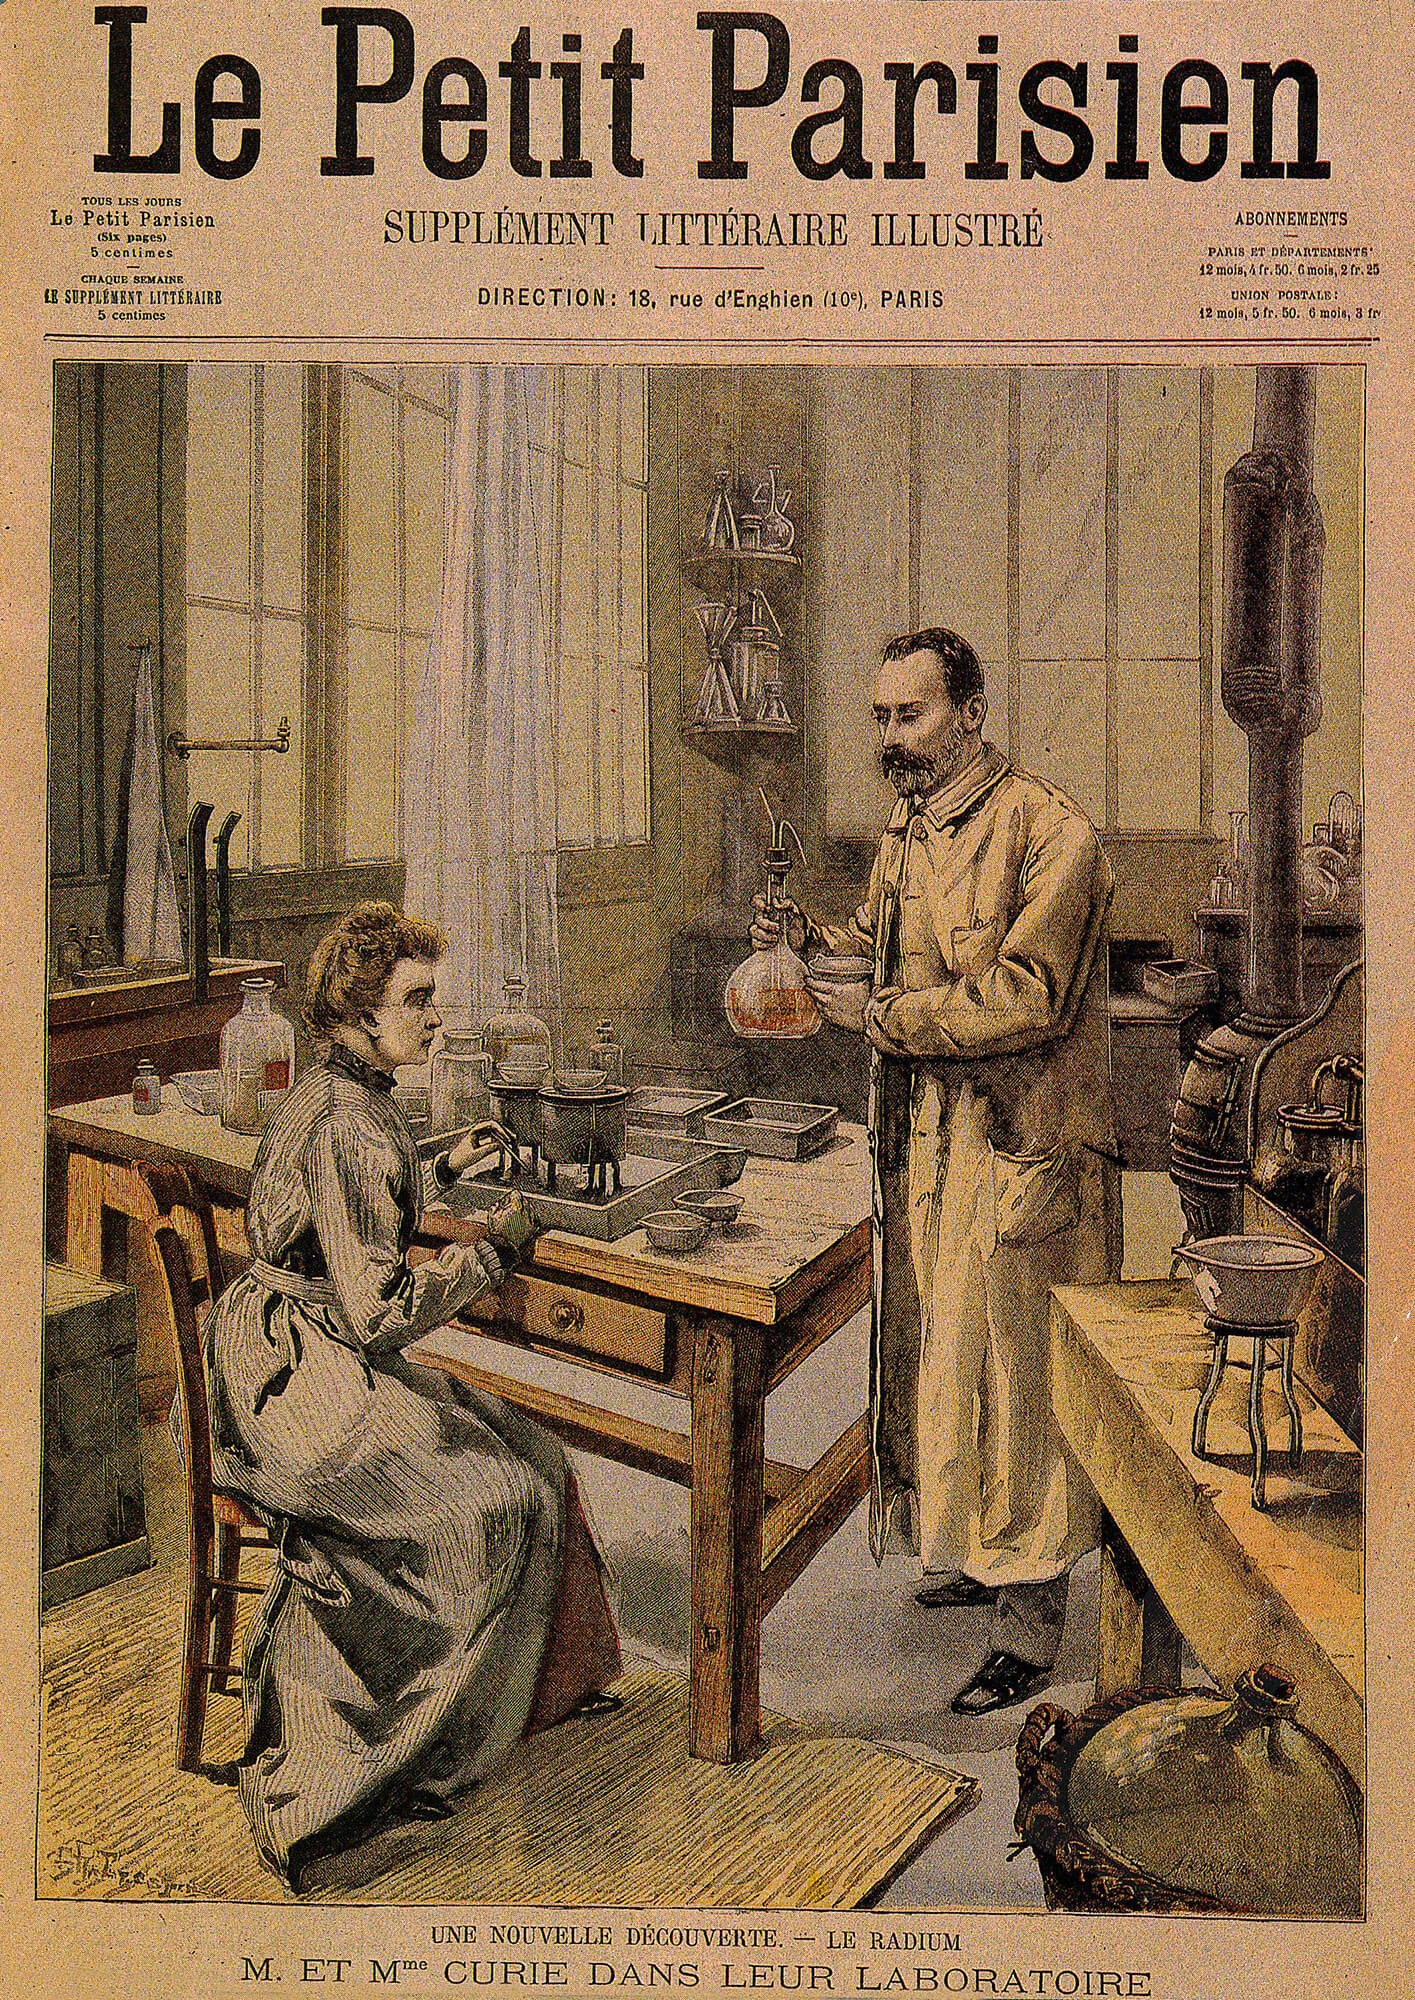 Le Petit Parisien
TOUS LES JOURS
Le Petit Parisien
(Six pages)
5 centimes
CHAQUE SEMAINE
LE SUPPLÉMENT LITTÉRAIRE
5 centimes
SUPPLÉMENT LITTÉRAIRE ILLUSTRÉ
DIRECTION: 18, rue d'Enghien (10e), PARIS
ABONNEMENTS
PARIS ET DÉPARTEMENTS:
12 mois, 4 fr. 50. 6 mois, 2 fr. 25
UNION POSTALE:
12 mois, 5 fr. 50. 6 mois, 3 fr
UNE NOUVELLE DÉCOUVERTE. — LE RADIUM
M. ET Mme CURIE DANS LEUR LABORATOIRE